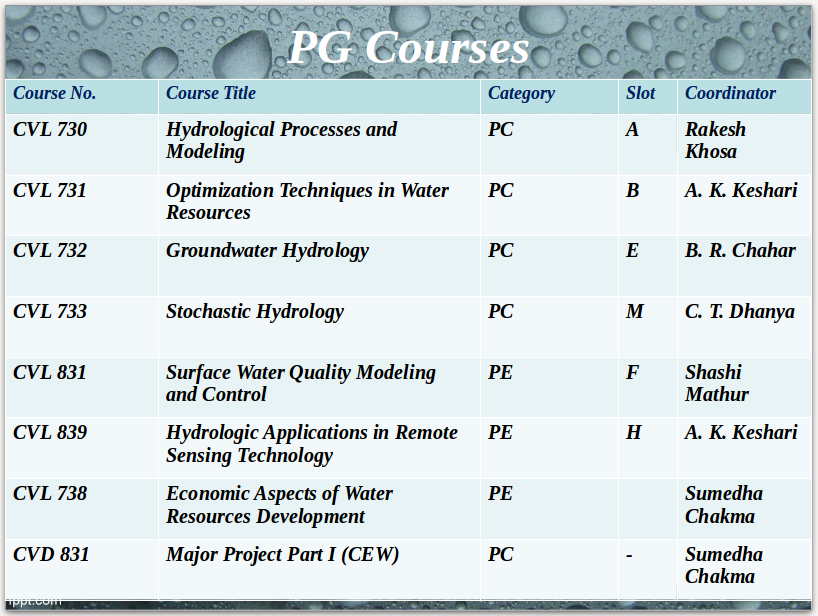 PG Courses
Course No. Course Title Category Slot Coordinator
CVL 730 Hydrological Processes and PC A Rakesh
Modeling Khosa
CVL 731 Optimization Techniques in Water PC B A. K. Keshari
Resources
CVL 732 Groundwater Hydrology PC E B. R. Chahar
CVL 733 Stochastic Hydrology PC M C. T. Dhanya
CVL 831 Surface Water Quality Modeling PE F Shashi
and Control Mathur
CVL 839 Hydrologic Applications in Remote PE H A. K. Keshari
Sensing Technology
CVL 738 Economic Aspects of Water PE Sumedha
Resources Development Chakma
CVD 831 Major Project Part I (CEW) PC - Sumedha
Chakma